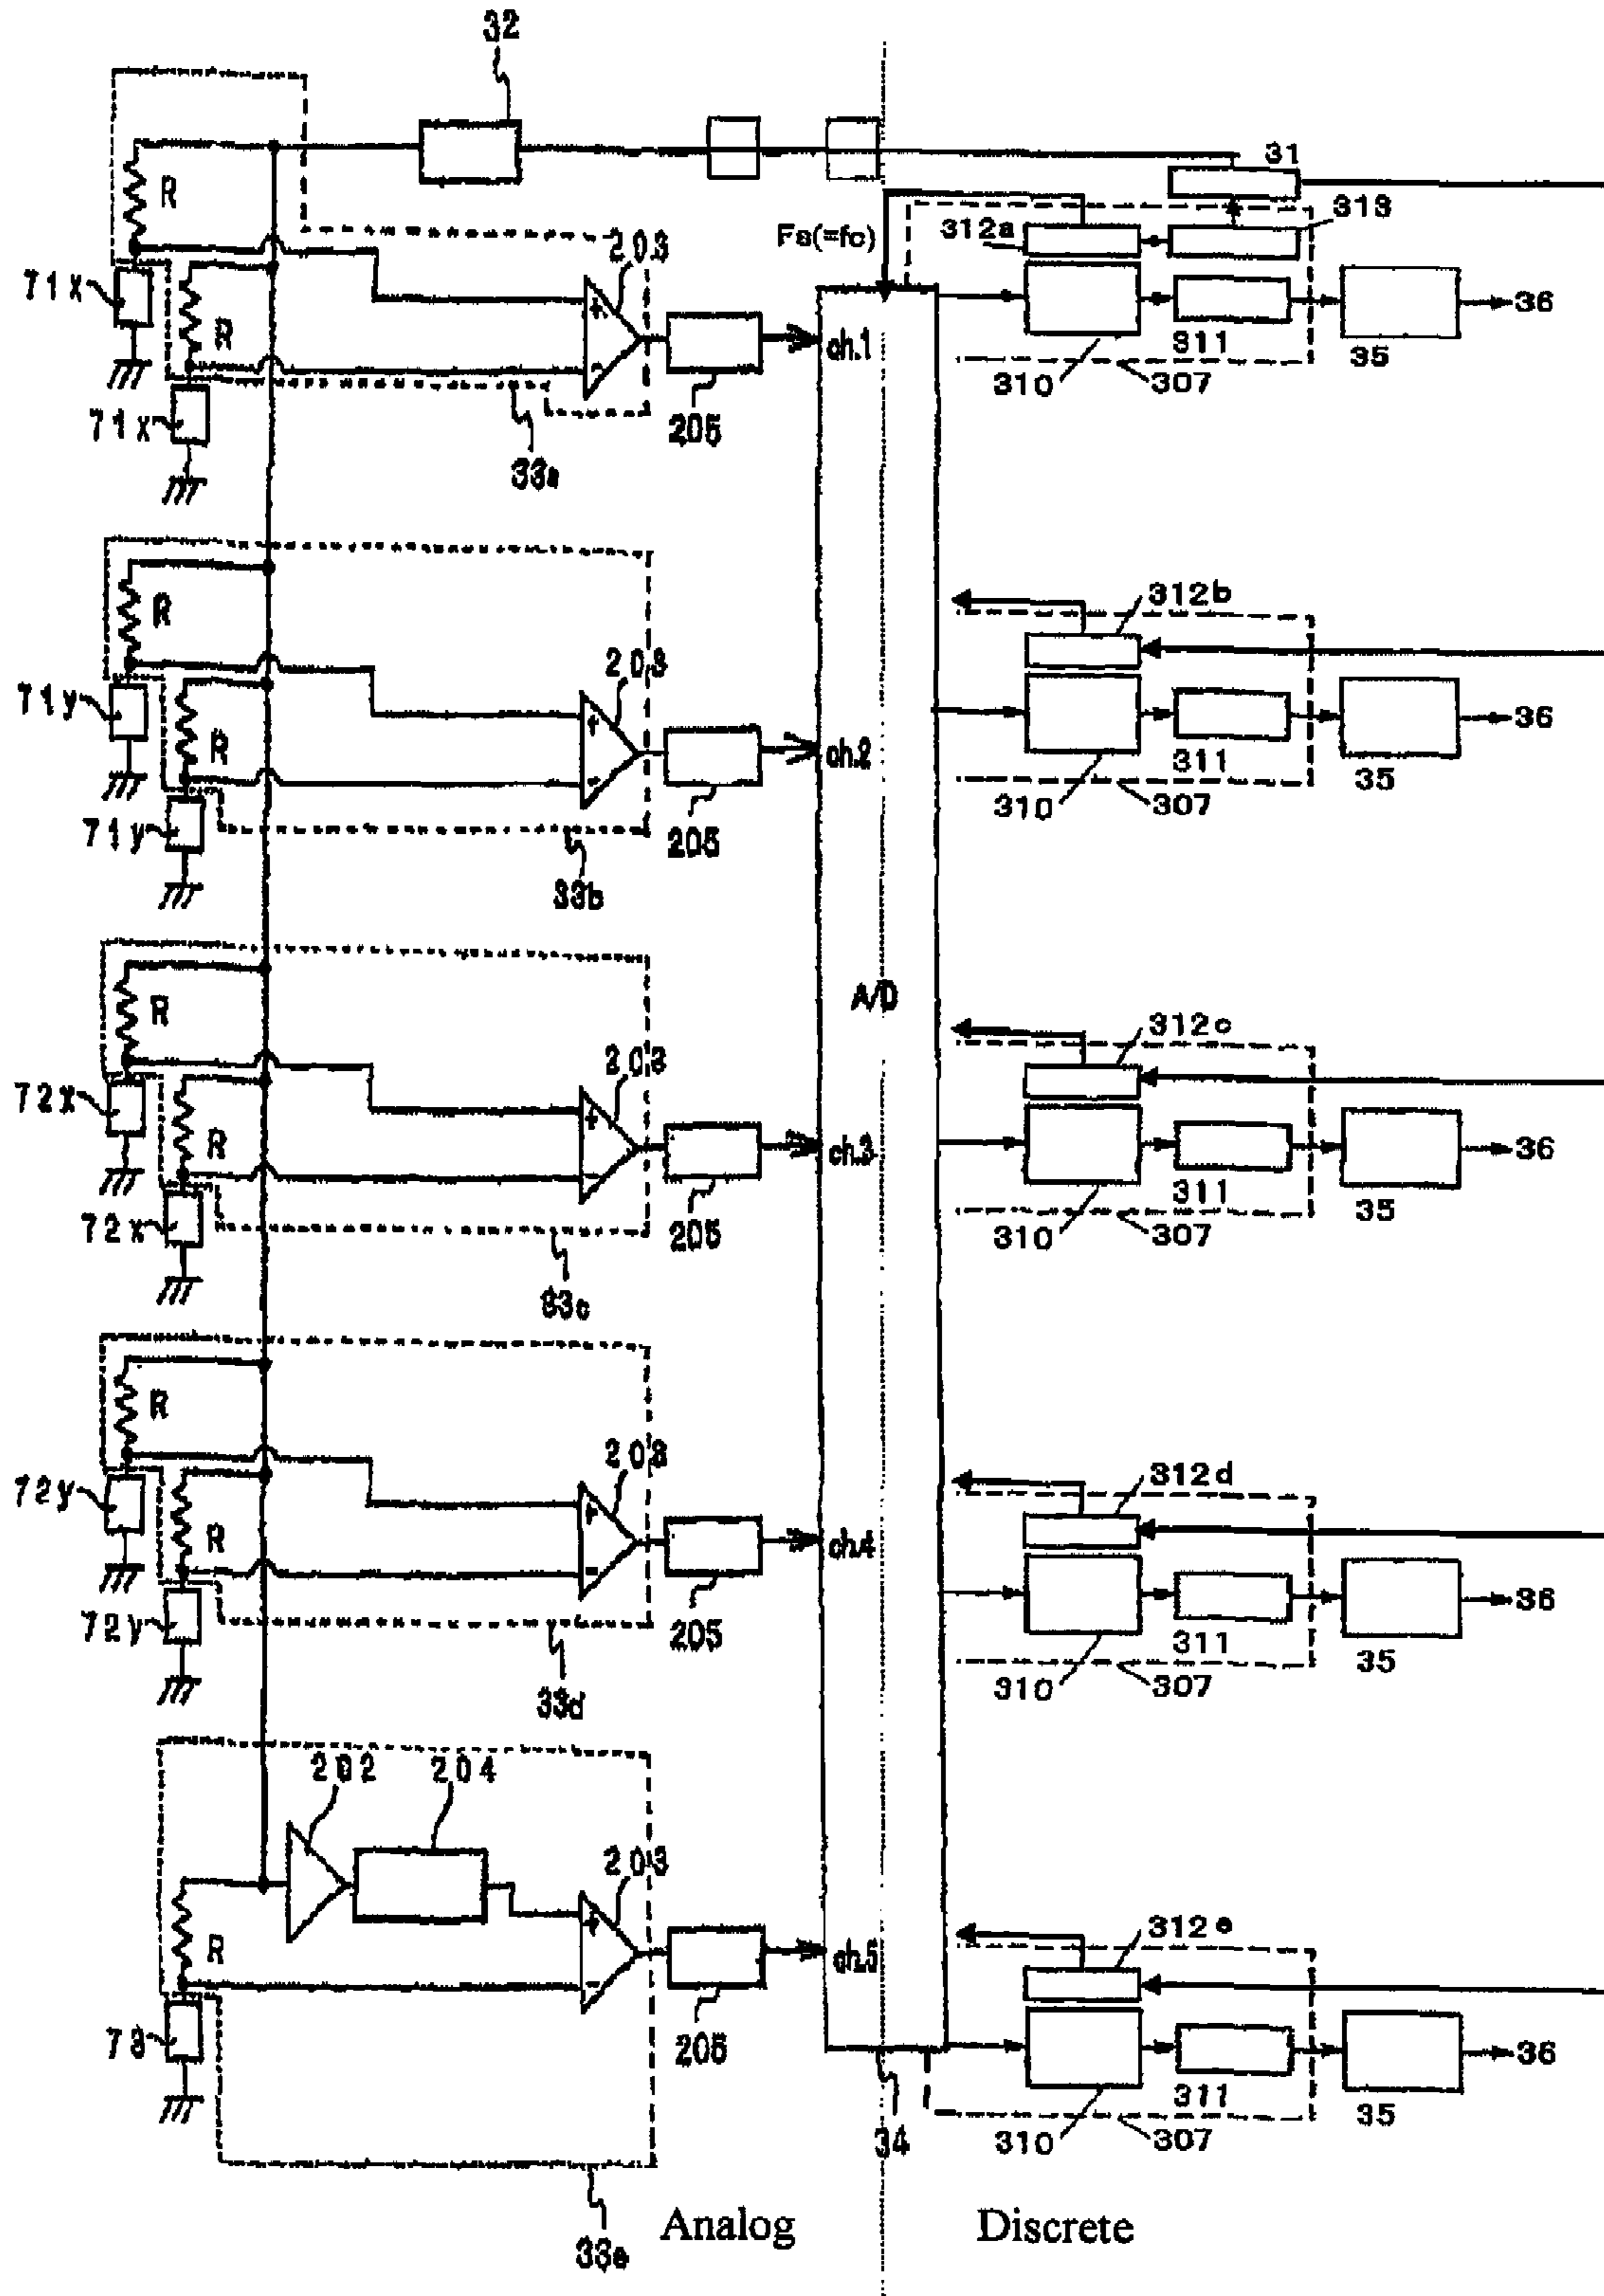 32
31
R
Fs(=fc)
312a
313
203
71x
R
36
ch.1
311
35
310
307
205
71x
33a
312b
R
203
71y
R
36
ch.2
311
35
310
307
205
71y
33b
A/D
312c
R
203
72x
R
36
ch.3
311
35
310
307
205
72x
33c
312d
R
203
72y
R
36
ch.4
311
35
310
307
205
72y
33d
202
204
203
312e
R
ch.5
36
73
311
35
205
310
307
34
33e
Analog
Discrete